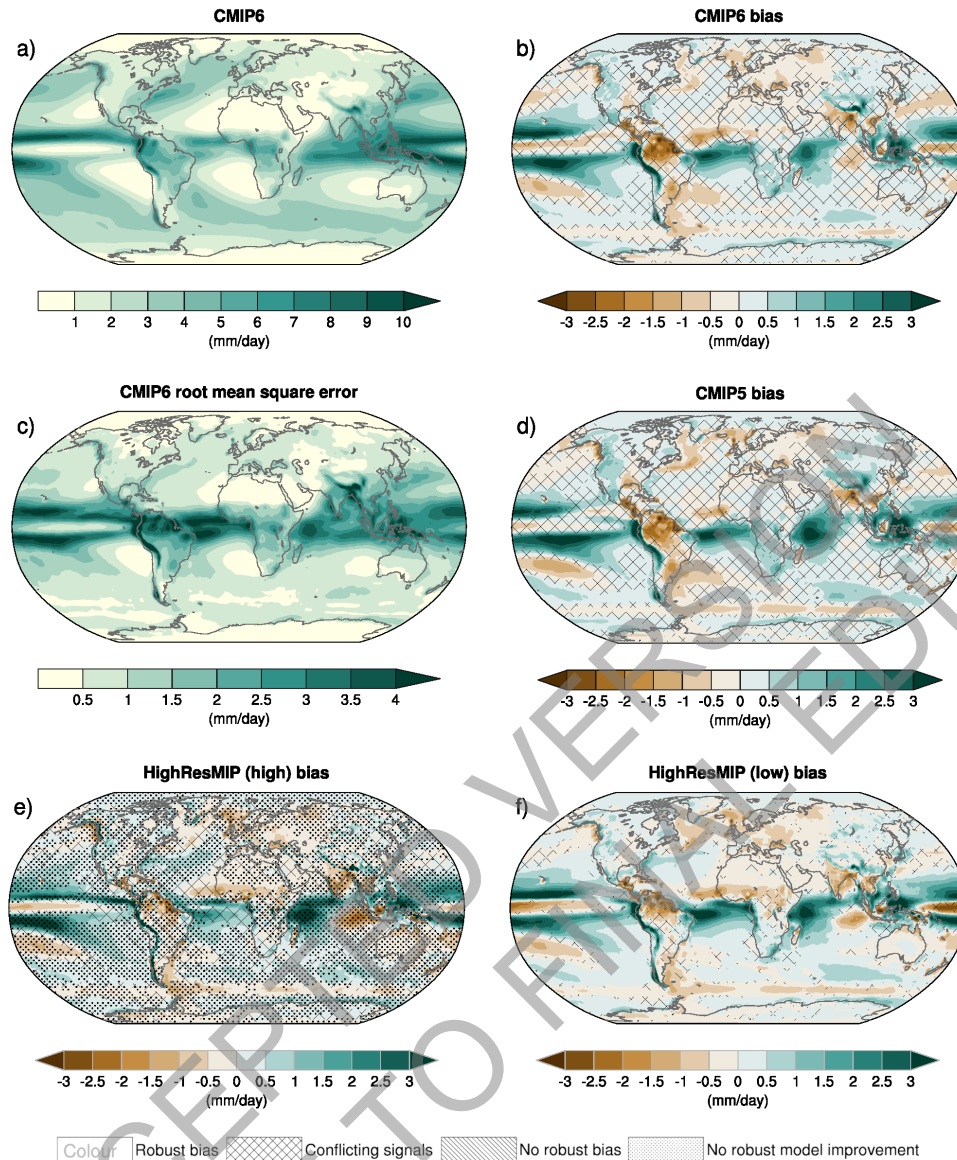 CMIP6
CMIP6 bias
a)
b)
1 2 3 4 5 6 7 8 9 10
(mm/day)
-3 -2.5 -2 -1.5 -1 -0.5 0 0.5 1 1.5 2 2.5 3
(mm/day)
CMIP6 root mean square error
CMIP5 bias
c)
d)
0.5 1 1.5 2 2.5 3 3.5 4
(mm/day)
-3 -2.5 -2 -1.5 -1 -0.5 0 0.5 1 1.5 2 2.5 3
(mm/day)
HighResMIP (high) bias
HighResMIP (low) bias
e)
f)
-3 -2.5 -2 -1.5 -1 -0.5 0 0.5 1 1.5 2 2.5 3
(mm/day)
-3 -2.5 -2 -1.5 -1 -0.5 0 0.5 1 1.5 2 2.5 3
(mm/day)
Colour Robust bias Conflicting signals No robust bias No robust model improvement
CEPTED VERSION
TO FINAL EDI